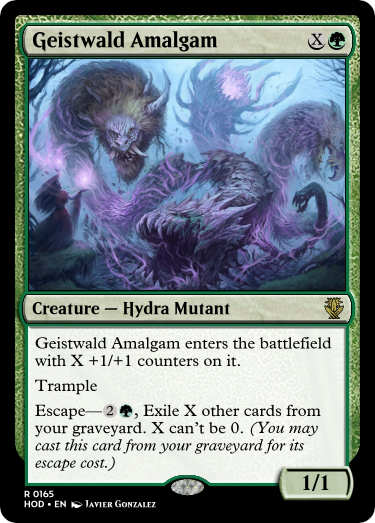 Geistwald Amalgam X
Creature — Hydra Mutant
Geistwald Amalgam enters the battlefield
with X +1/+1 counters on it.
Trample
Escape—2, Exile X other cards from
your graveyard. X can't be 0. (You may
cast this card from your graveyard for its
escape cost.)
1/1
R 0165
HOD • EN Javier Gonzalez